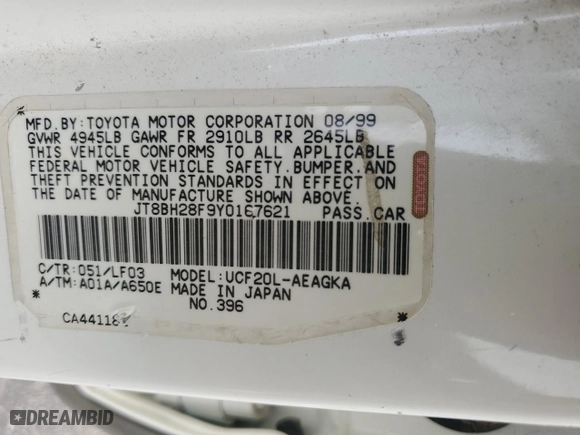 MFD.BY:TOYOTA MOTOR CORPORATION 08/99
GVWR 4945LB GAWR FR 2910LB RR 2645LB
THIS VEHICLE CONFORMS TO ALL APPLICABLE
FEDERAL MOTOR VEHICLE SAFETY.BUMPER.AND
THEFT PREVENTION STANDARDS IN EFFECT ON
THE DATE OF MANUFACTURE SHOWN ABOVE.
JT8BH28F9Y0167621 PASS.CAR
TOYOTA
C/TR:051/LF03 MODEL:UCF20L-AEAGKA
A/TM:A01A/A650E MADE IN JAPAN
NO.396
DREAMBID